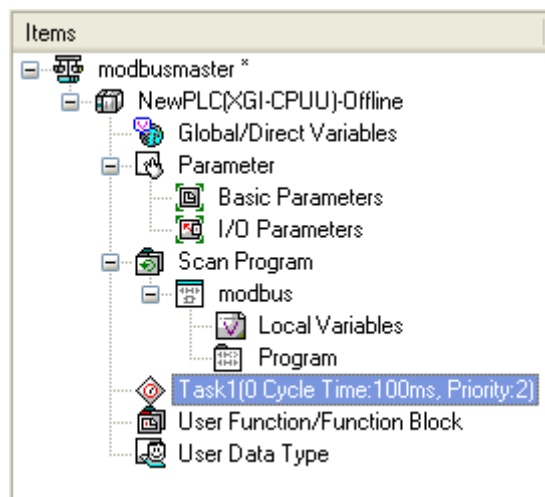 Items
modbusmaster *
NewPLC(XGI-CPUU)-Offline
Global/Direct Variables
Parameter
Basic Parameters
I/O Parameters
Scan Program
modbus
Local Variables
Program
Task1(0 Cycle Time:100ms, Priority:2)
User Function/Function Block
User Data Type